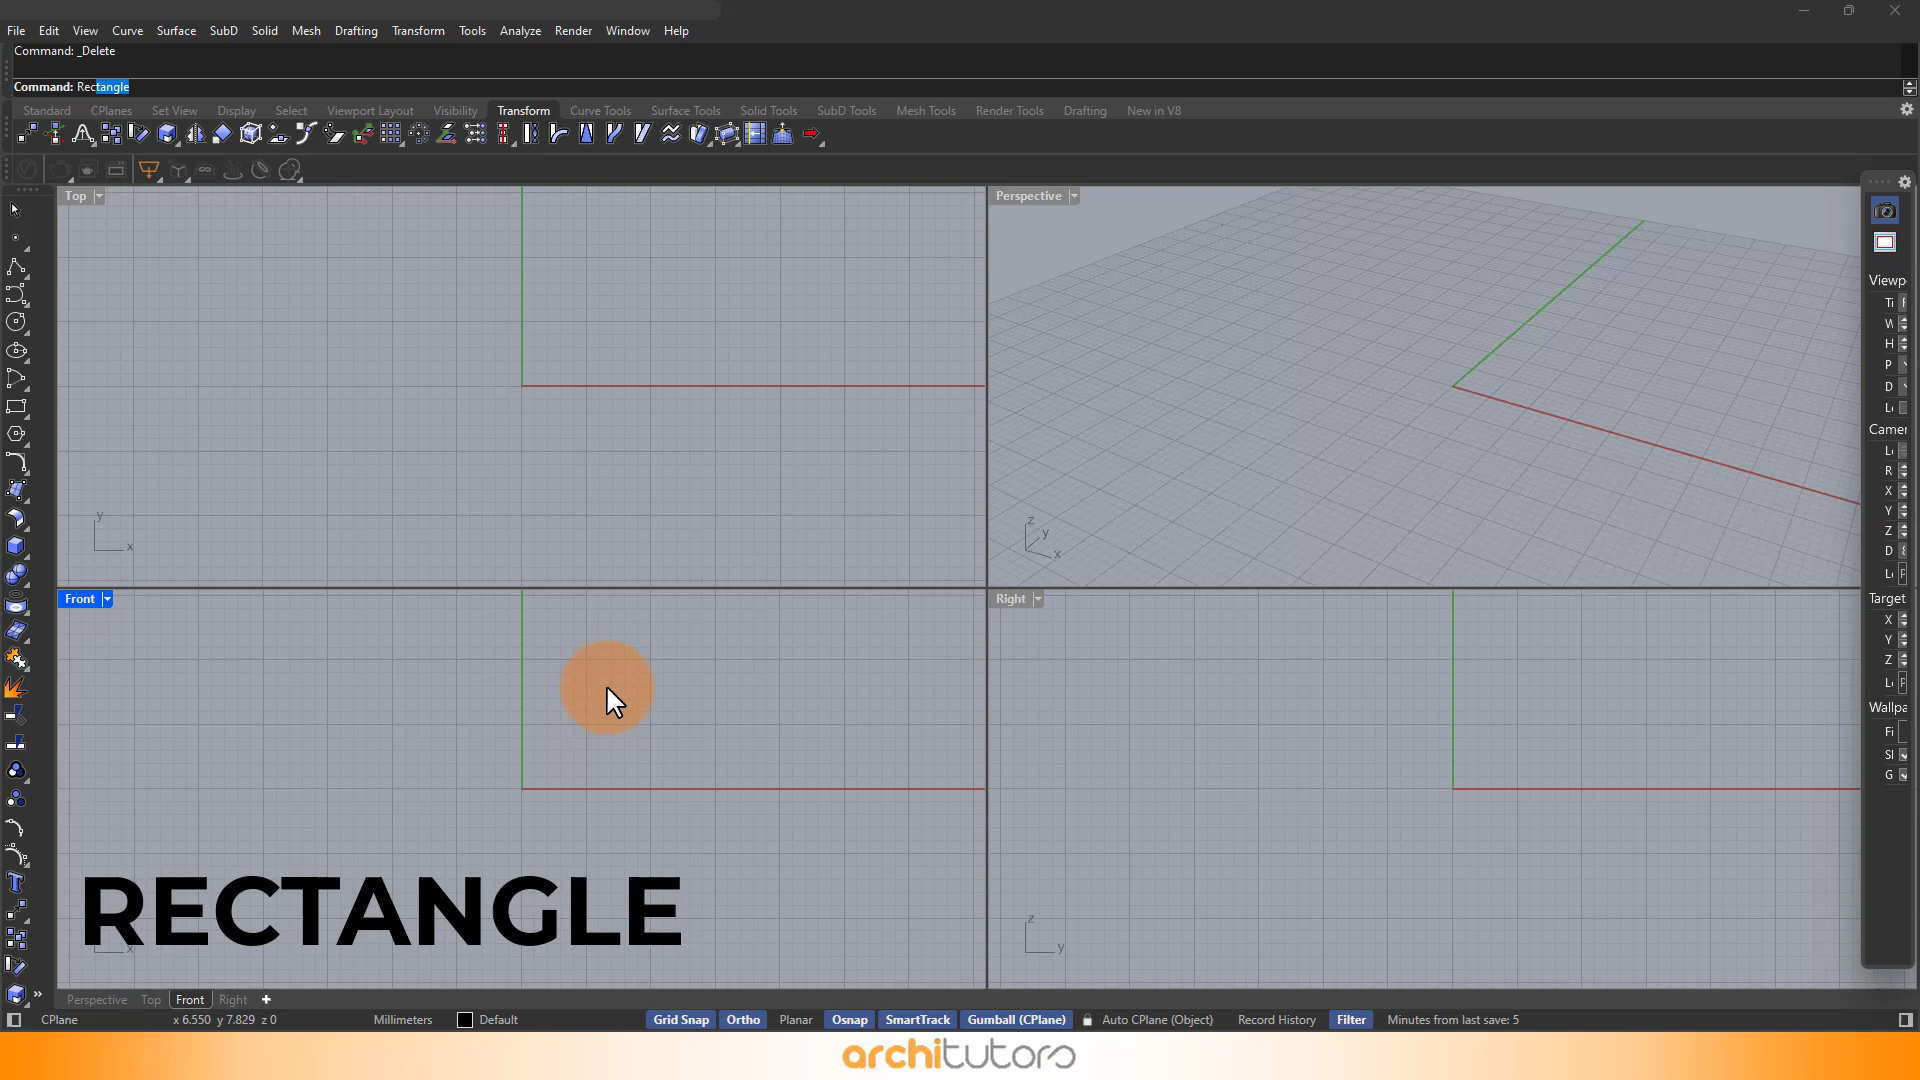 File Edit View Curve Surface SubD Solid Mesh Drafting Transform Tools Analyze Render Window Help
Command: _Delete
Command: Rectangle
Standard CPlanes Set View Display Select Viewport Layout Visibility Transform Curve Tools Surface Tools Solid Tools SubD Tools Mesh Tools Render Tools Drafting New in V8
Top
Perspective
Viewp
Ti
W
H
P
D
Camer
R
X
Y
Z
D
y
x
z
y
x
Front
Right
Target
X
Y
Z
Wallpa
Fi
G
RECTANGLE
x
z
y
Perspective Top Front Right
CPlane x 6.550 y 7.829 z 0 Millimeters Default Grid Snap Ortho Planar Osnap SmartTrack Gumball (CPlane) Auto CPlane (Object) Record History Filter Minutes from last save: 5
architutors